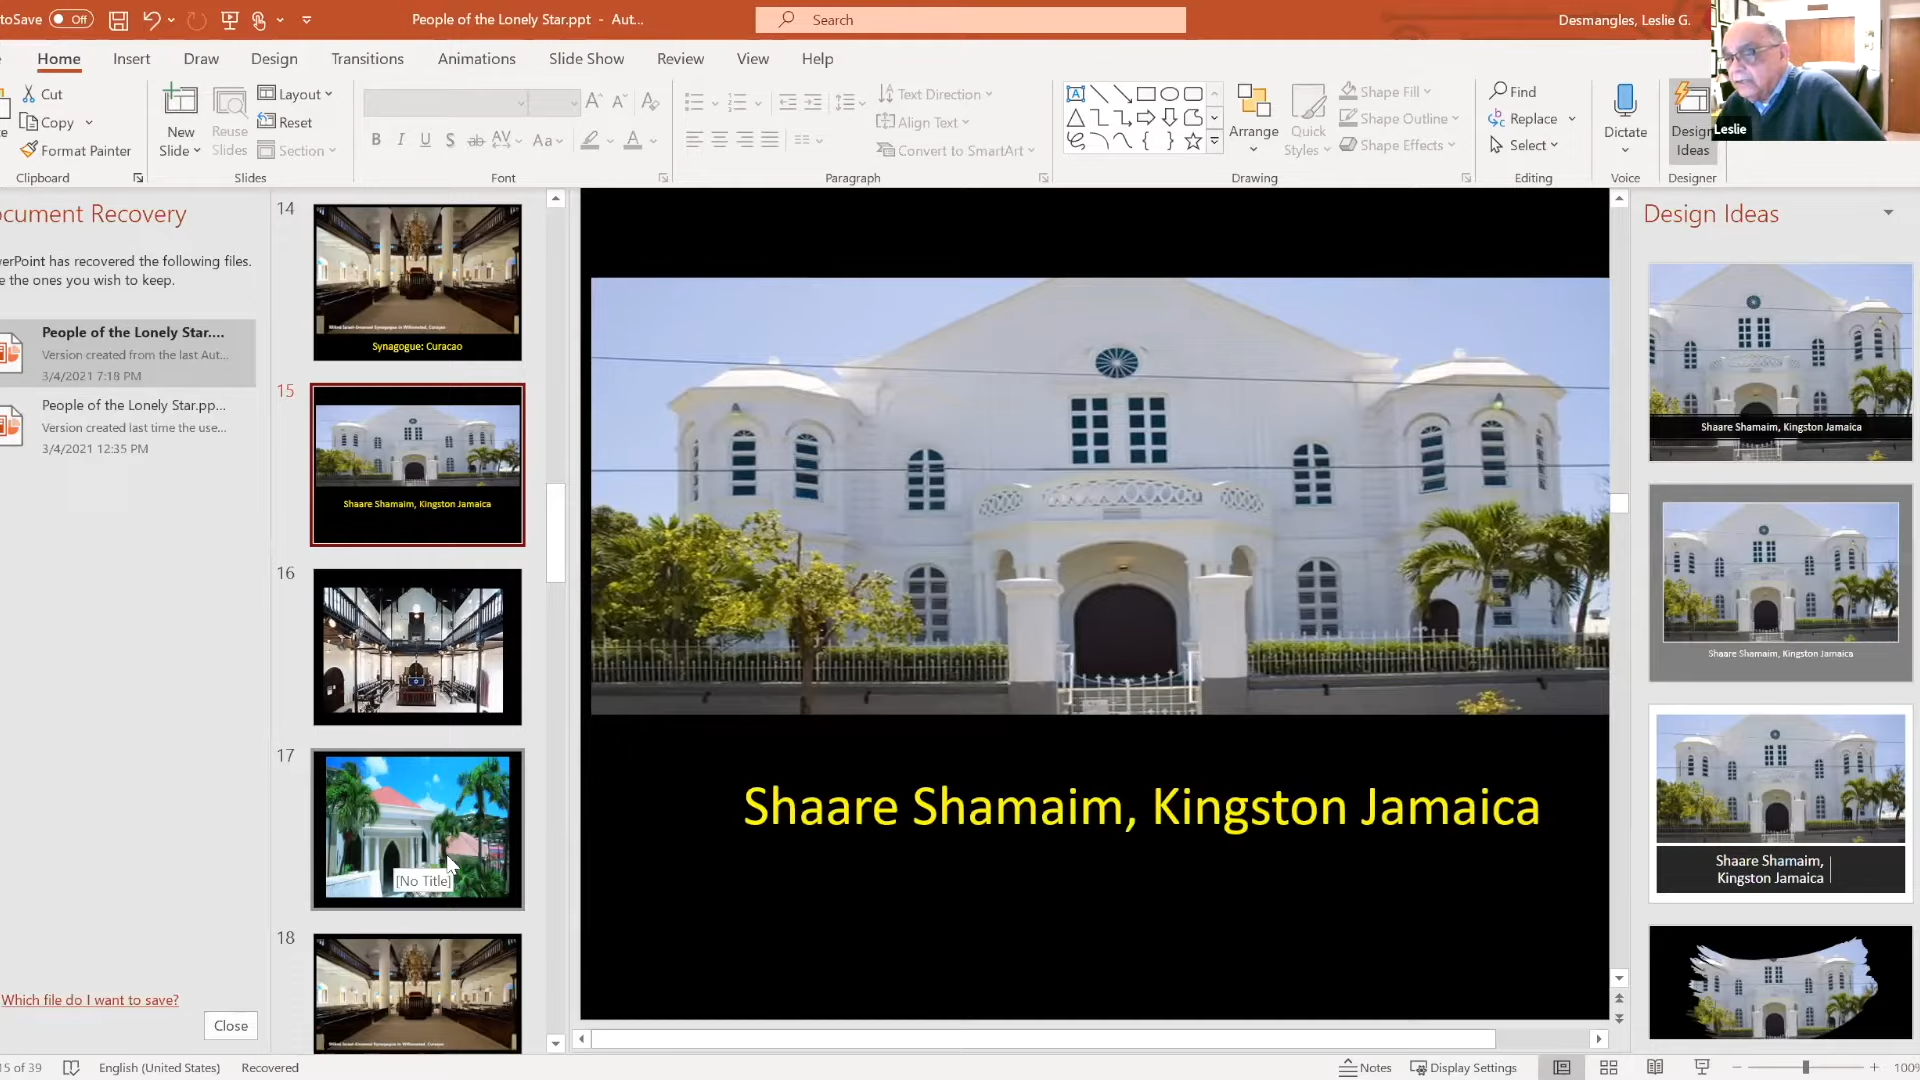 toSave Off
People of the Lonely Star.ppt - Aut...
Search
Desmangles, Leslie G.
Home Insert Draw Design Transitions Animations Slide Show Review View Help
Cut
Copy
Format Painter
Clipboard
New Slide
Reuse Slides
Layout
Reset
Section
Slides
B I U S ab AV Aa A
Font
Text Direction
Align Text
Convert to SmartArt
Paragraph
Arrange
Quick Styles
Shape Fill
Shape Outline
Shape Effects
Drawing
Find
Replace
Select
Editing
Dictate
Voice
Design Ideas
Designer
Leslie
ocument Recovery
verPoint has recovered the following files.
e the ones you wish to keep.
People of the Lonely Star....
Version created from the last Aut...
3/4/2021 7:18 PM
People of the Lonely Star.pp...
Version created last time the use...
3/4/2021 12:35 PM
Which file do I want to save?
Close
14
Synagogue: Curacao
15
Shaare Shamaim, Kingston Jamaica
16
17
[No Title]
18
Shaare Shamaim, Kingston Jamaica
Design Ideas
Shaare Shamaim, Kingston Jamaica
Shaare Shamaim, Kingston Jamaica
Shaare Shamaim,
Kingston Jamaica
15 of 39
English (United States)
Recovered
Notes
Display Settings
100%